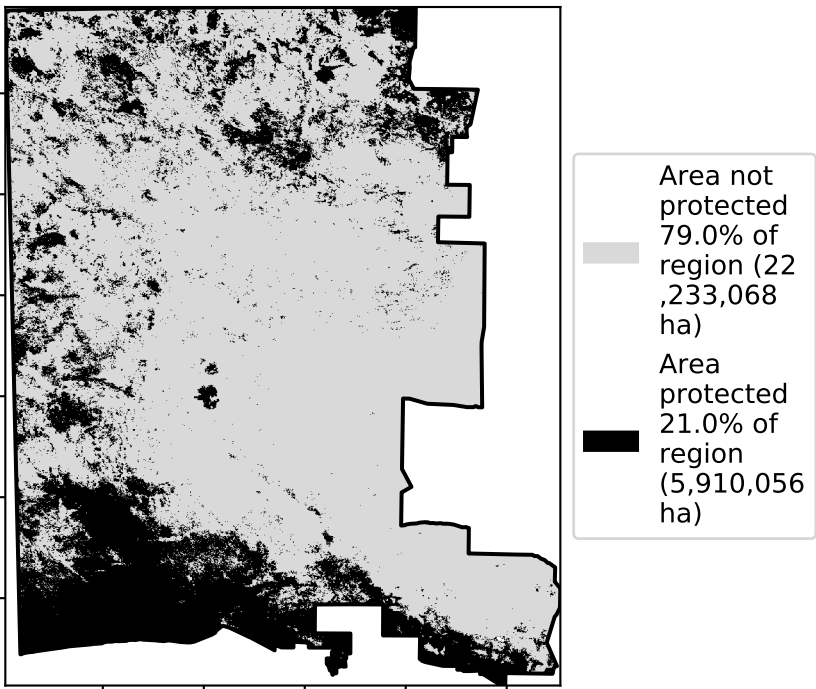 Area not
protected
79.0% of
region (22
,233,068
ha)
Area
protected
21.0% of
region
(5,910,056
ha)